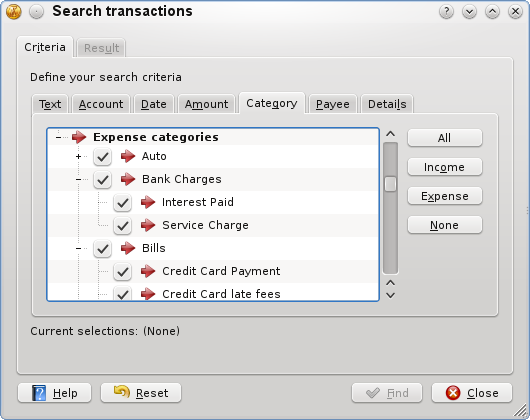 Search transactions
Criteria Result
Define your search criteria
Text Account Date Amount Category Payee Details
Expense categories
Auto
Bank Charges
Interest Paid
Service Charge
Bills
Credit Card Payment
Credit Card late fees
All
Income
Expense
None
Current selections: (None)
Help Reset Find Close